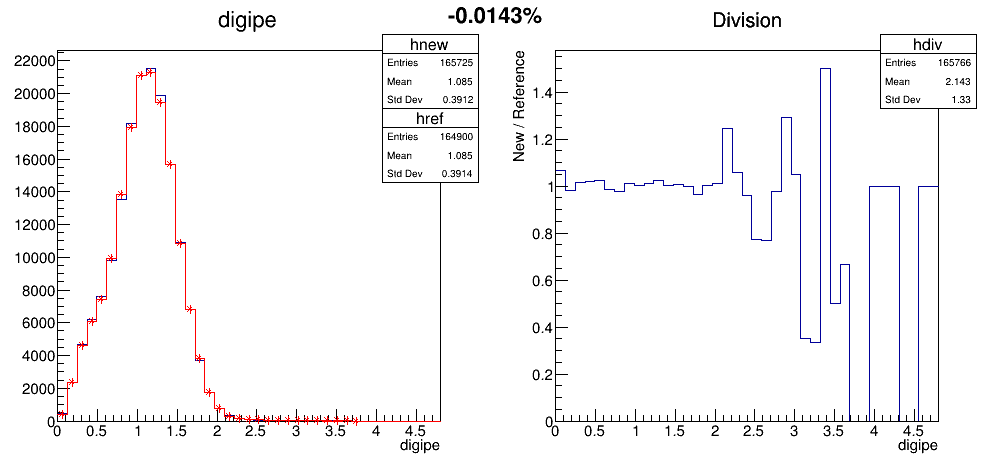 -0.0143%
digipe
hnew
Entries 165725
Mean 1.085
Std Dev 0.3912
href
Entries 164900
Mean 1.085
Std Dev 0.3914
22000
20000
18000
16000
14000
12000
10000
8000
6000
4000
2000
0
0 0.5 1 1.5 2 2.5 3 3.5 4 4.5
digipe
Division
hdiv
Entries 165766
Mean 2.143
Std Dev 1.33
New / Reference
1.4
1.2
1
0.8
0.6
0.4
0.2
0
0 0.5 1 1.5 2 2.5 3 3.5 4 4.5
digipe